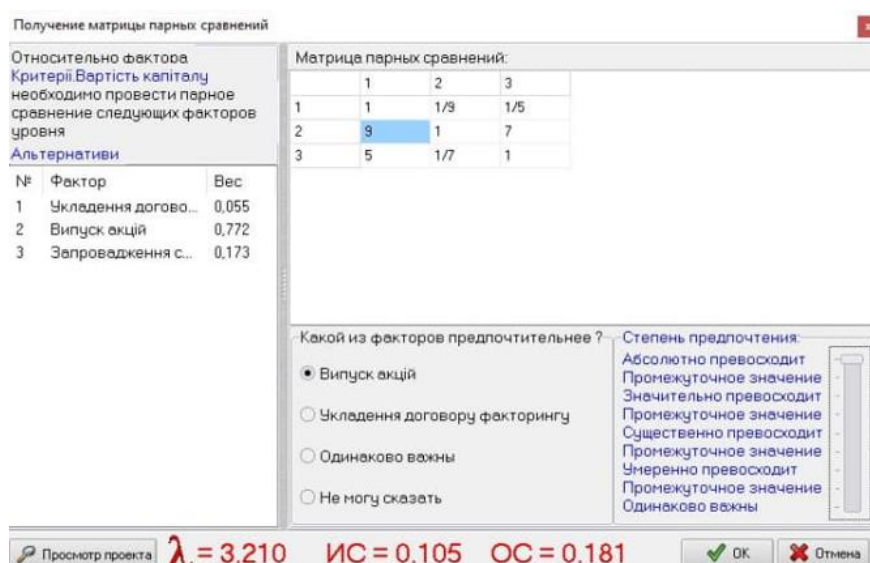 Получение матрицы парных сравнений
Относительно фактора
Критерії.Вартість капіталу
необходимо провести парное
сравнение следующих факторов
уровня
Альтернативи
№ Фактор Вес
1 Укладення догово... 0,055
2 Випуск акцій 0,772
3 Запровадження с... 0,173
Матрица парных сравнений:
1 2 3
1 1 1/9 1/5
2 9 1 7
3 5 1/7 1
Какой из факторов предпочтительнее ?
Випуск акцій
Укладення договору факторингу
Одинаково важны
Не могу сказать
Степень предпочтения:
Абсолютно превосходит
Промежуточное значение
Значительно превосходит
Промежуточное значение
Существенно превосходит
Промежуточное значение
Умеренно превосходит
Промежуточное значение
Одинаково важны
Просмотр проекта λ = 3,210 ИС = 0,105 ОС = 0,181 OK Отмена